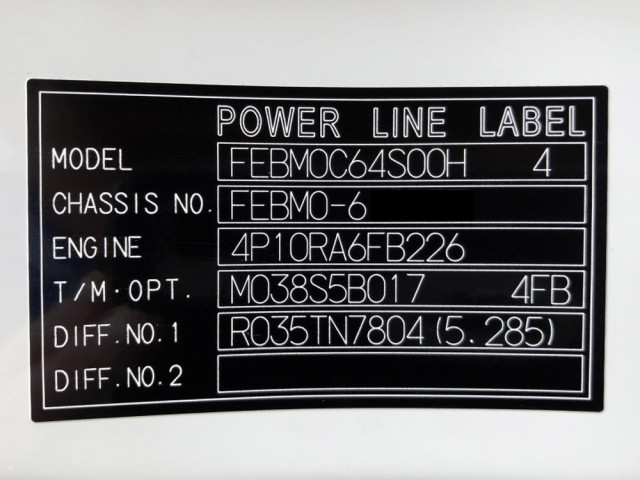 POWER LINE LABEL
MODEL FEBM0C64S00H 4
CHASSIS NO. FEBM0-6
ENGINE 4P10RA6FB226
T/M·OPT. M038S5B017 4FB
DIFF.NO.1 R035TN7804(5.285)
DIFF.NO.2